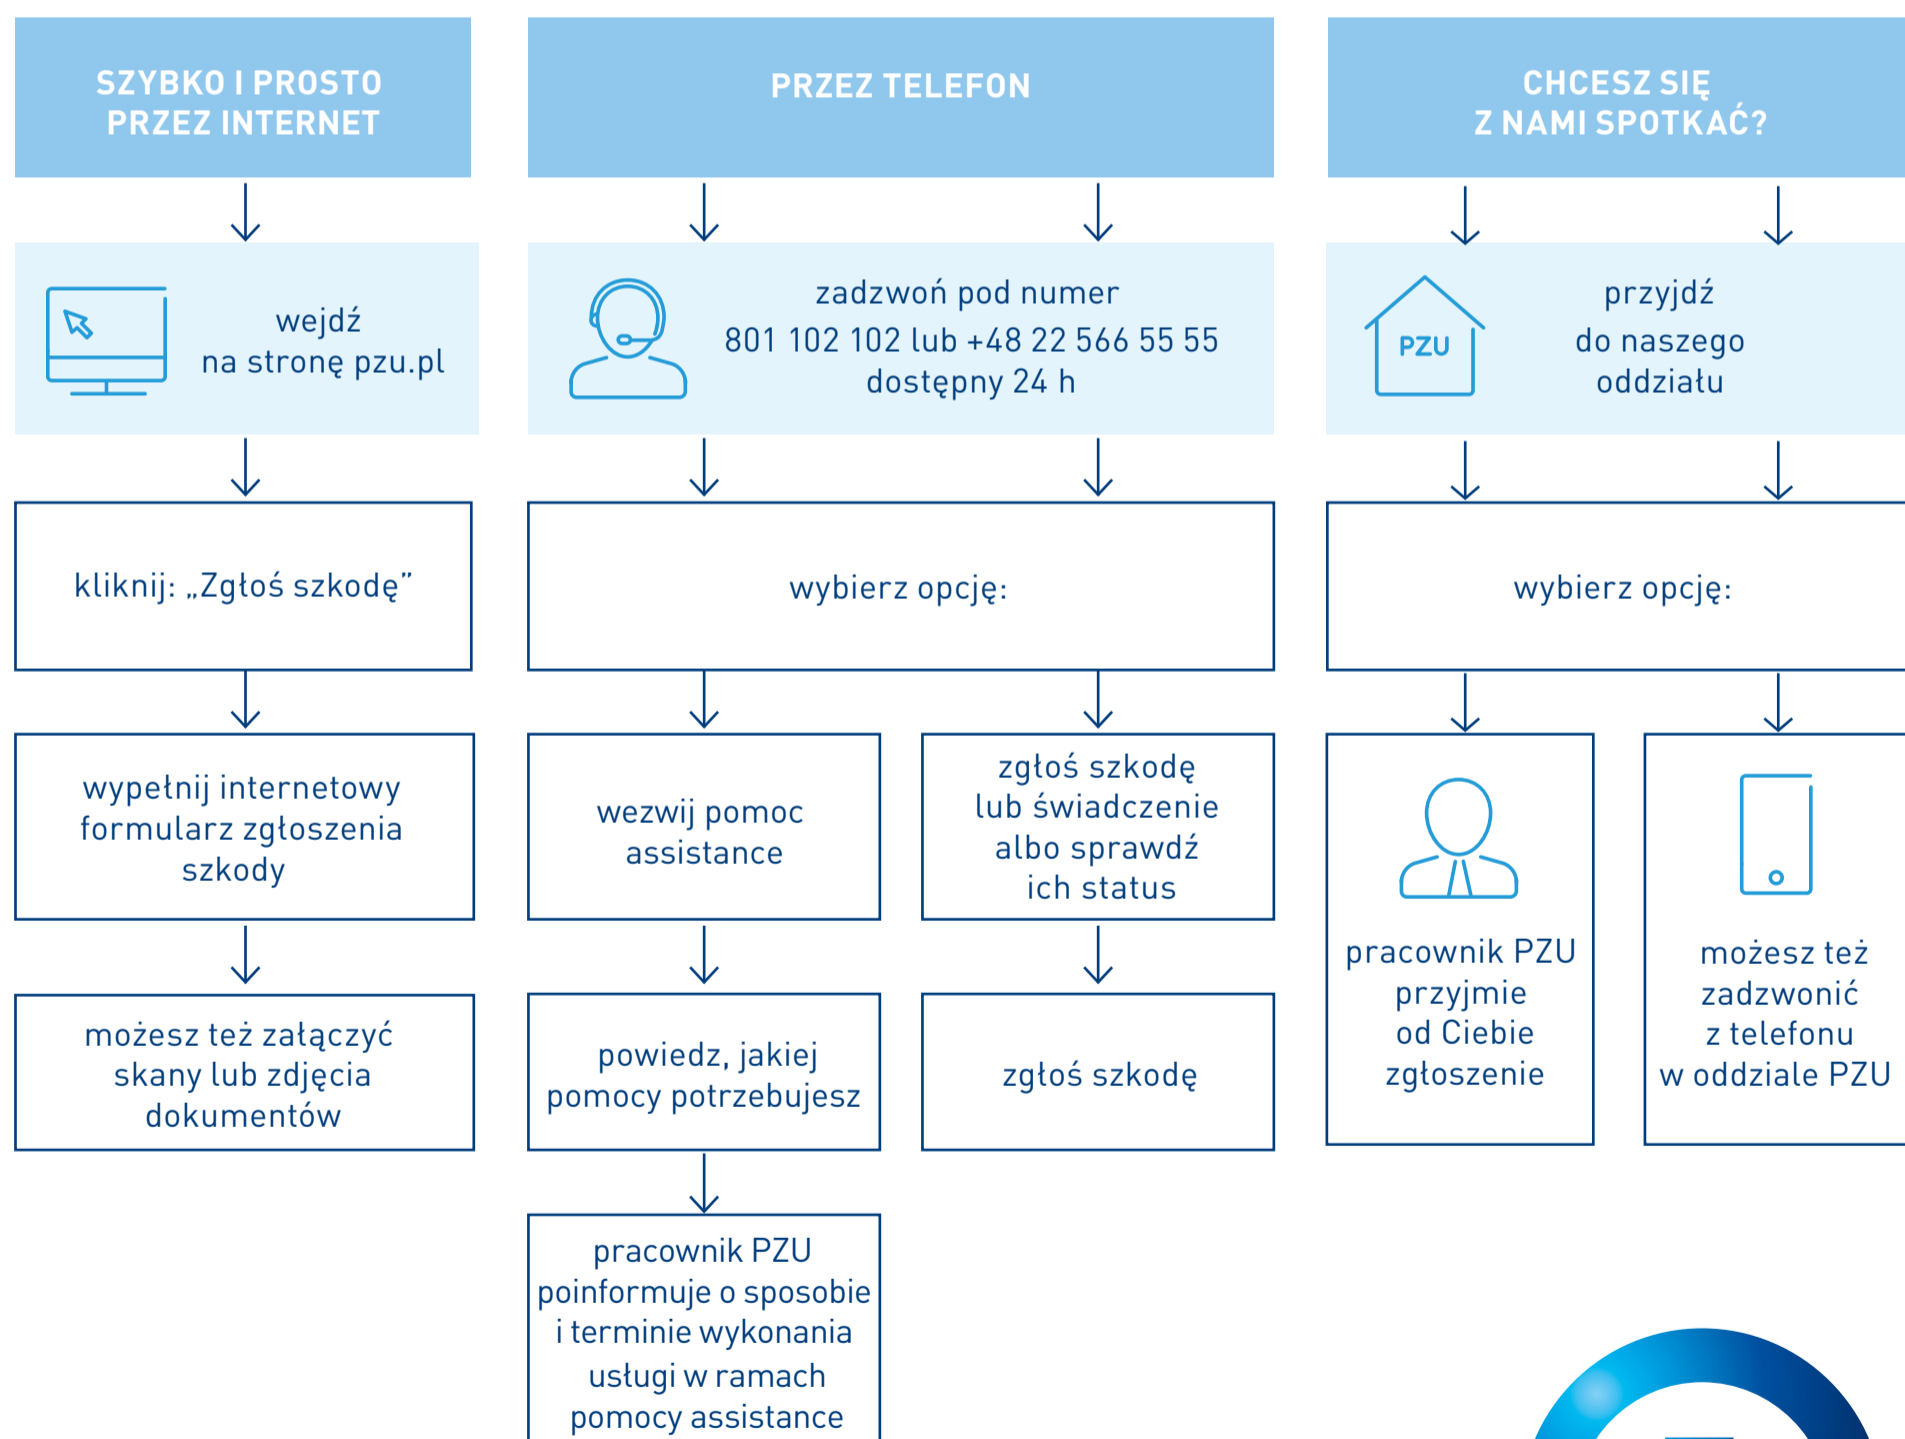 SZYBKO I PROSTO
PRZEZ INTERNET
wejdź
na stronę pzu.pl
kliknij: „Zgłoś szkodę”
wypełnij internetowy
formularz zgłoszenia
szkody
możesz też załączyć
skany lub zdjęcia
dokumentów
PRZEZ TELEFON
zadzwoń pod numer
801 102 102 lub +48 22 566 55 55
dostępny 24 h
wybierz opcję:
wezwij pomoc
assistance
powiedz, jakiej
pomocy potrzebujesz
pracownik PZU
poinformuje o sposobie
i terminie wykonania
usługi w ramach
pomocy assistance
zgłoś szkodę
lub świadczenie
albo sprawdź
ich status
zgłoś szkodę
CHCESZ SIĘ
Z NAMI SPOTKAĆ?
PZU
przyjdź
do naszego
oddziału
wybierz opcję:
pracownik PZU
przyjmie
od Ciebie
zgłoszenie
możesz też
zadzwonić
z telefonu
w oddziale PZU